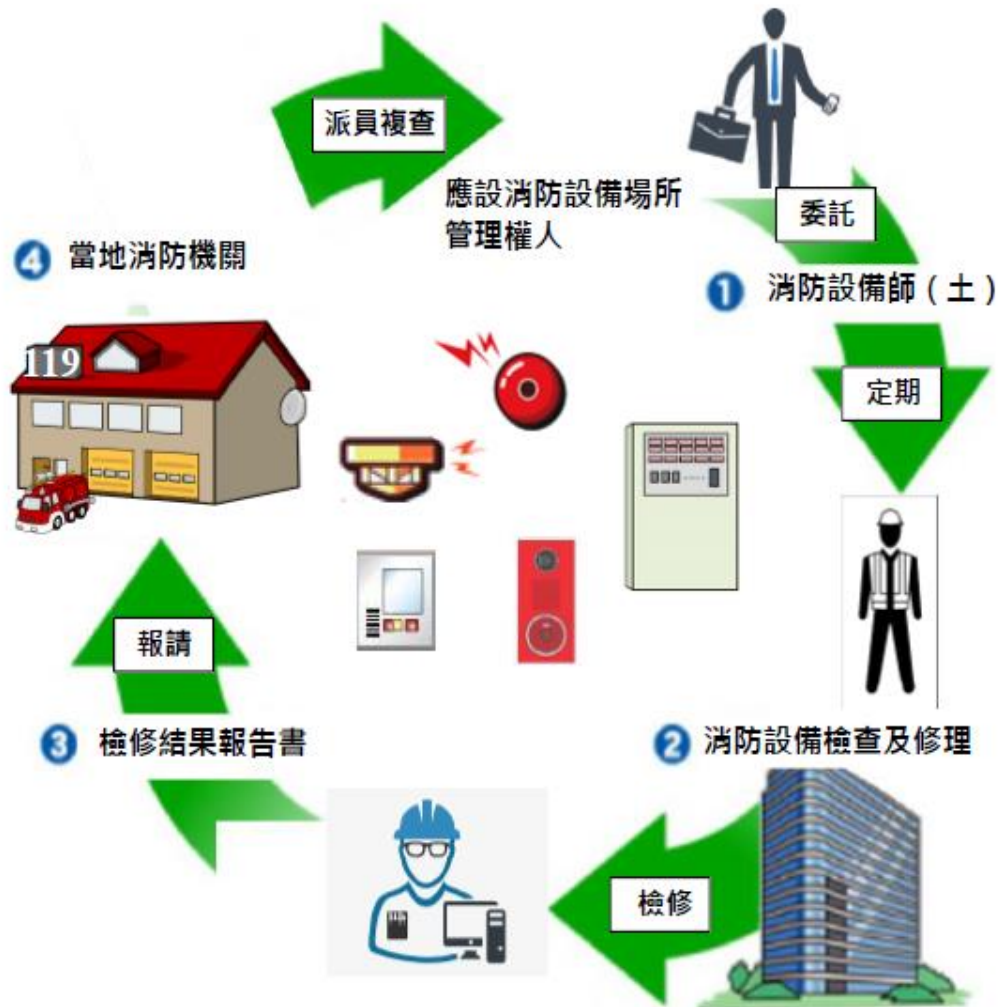 派員複查
應設消防設備場所
管理權人
委託
4 當地消防機關
1 消防設備師（土）
119
定期
報請
3 檢修結果報告書
2 消防設備檢查及修理
檢修